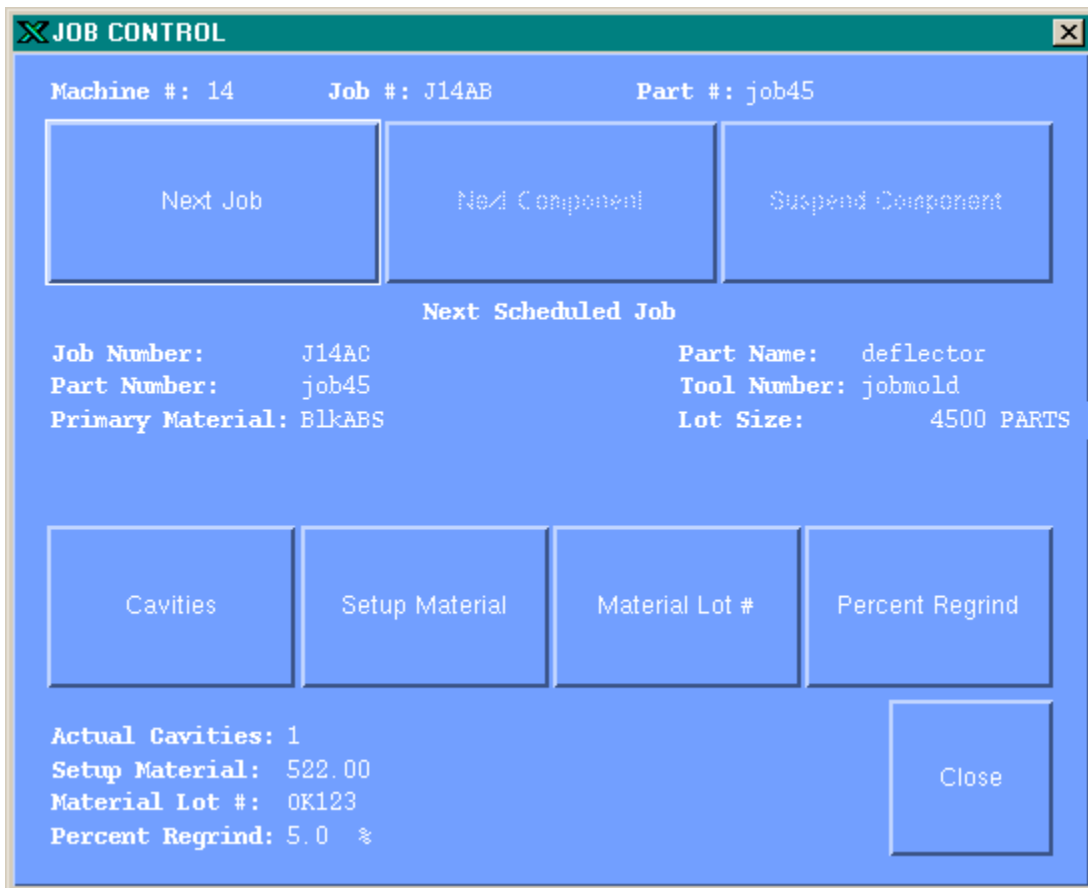 JOB CONTROL
Machine #: 14 Job #: J14AB Part #: job45
Next Job Next Component Suspend Component
Next Scheduled Job
Job Number: J14AC Part Name: deflector
Part Number: job45 Tool Number: jobmold
Primary Material: BlkABS Lot Size: 4500 PARTS
Cavities Setup Material Material Lot # Percent Regrind
Actual Cavities: 1
Setup Material: 522.00
Material Lot #: OK123
Percent Regrind: 5.0 %
Close